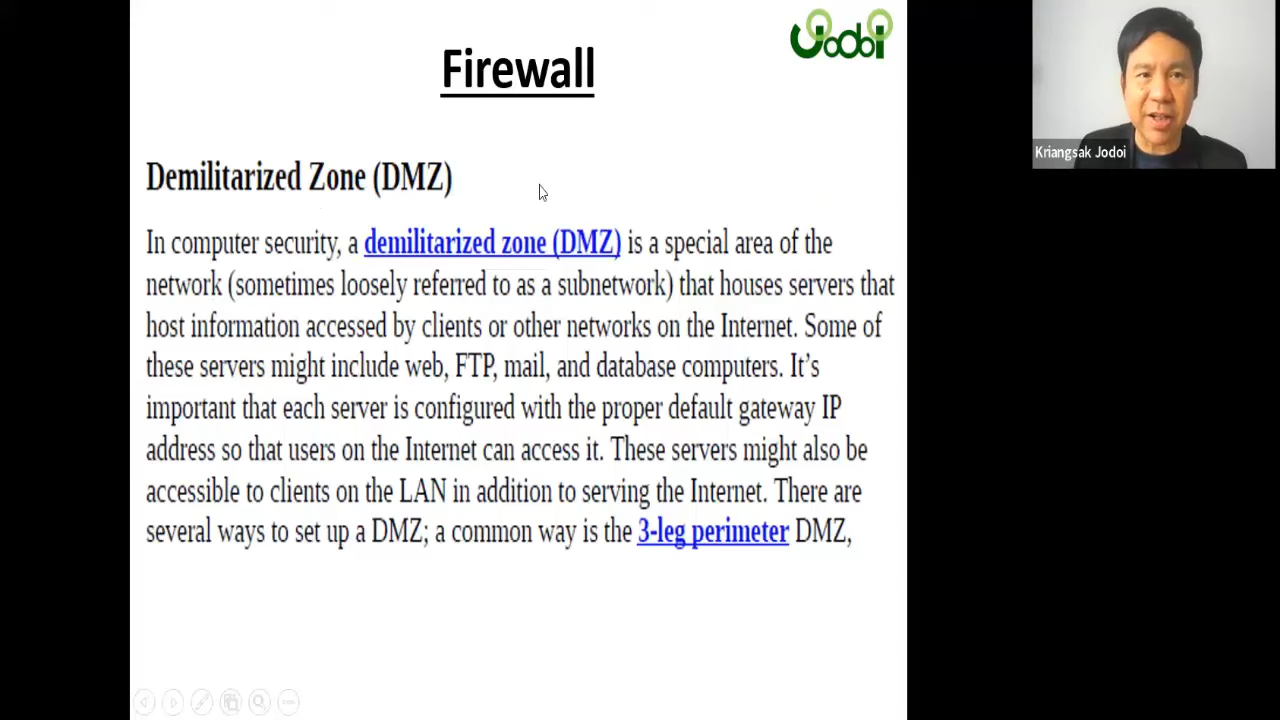 Jodoi
Firewall
Kriangsak Jodoi
Demilitarized Zone (DMZ)
In computer security, a demilitarized zone (DMZ) is a special area of the
network (sometimes loosely referred to as a subnetwork) that houses servers that
host information accessed by clients or other networks on the Internet. Some of
these servers might include web, FTP, mail, and database computers. It’s
important that each server is configured with the proper default gateway IP
address so that users on the Internet can access it. These servers might also be
accessible to clients on the LAN in addition to serving the Internet. There are
several ways to set up a DMZ; a common way is the 3-leg perimeter DMZ,